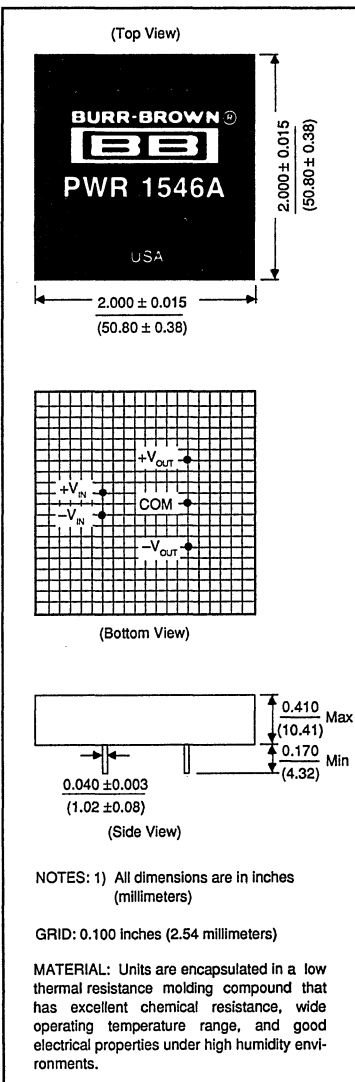 (Top View)
BURR-BROWN®
BB
PWR 1546A
USA
2.000 ± 0.015
(50.80 ± 0.38)
2.000 ± 0.015
(50.80 ± 0.38)
+VOUT
+VIN
COM
–VIN
–VOUT
(Bottom View)
0.410
(10.41)
Max
0.170
(4.32)
Min
0.040 ±0.003
(1.02 ±0.08)
(Side View)
NOTES: 1) All dimensions are in inches
(millimeters)
GRID: 0.100 inches (2.54 millimeters)
MATERIAL: Units are encapsulated in a low
thermal resistance molding compound that
has excellent chemical resistance, wide
operating temperature range, and good
electrical properties under high humidity envi-
ronments.